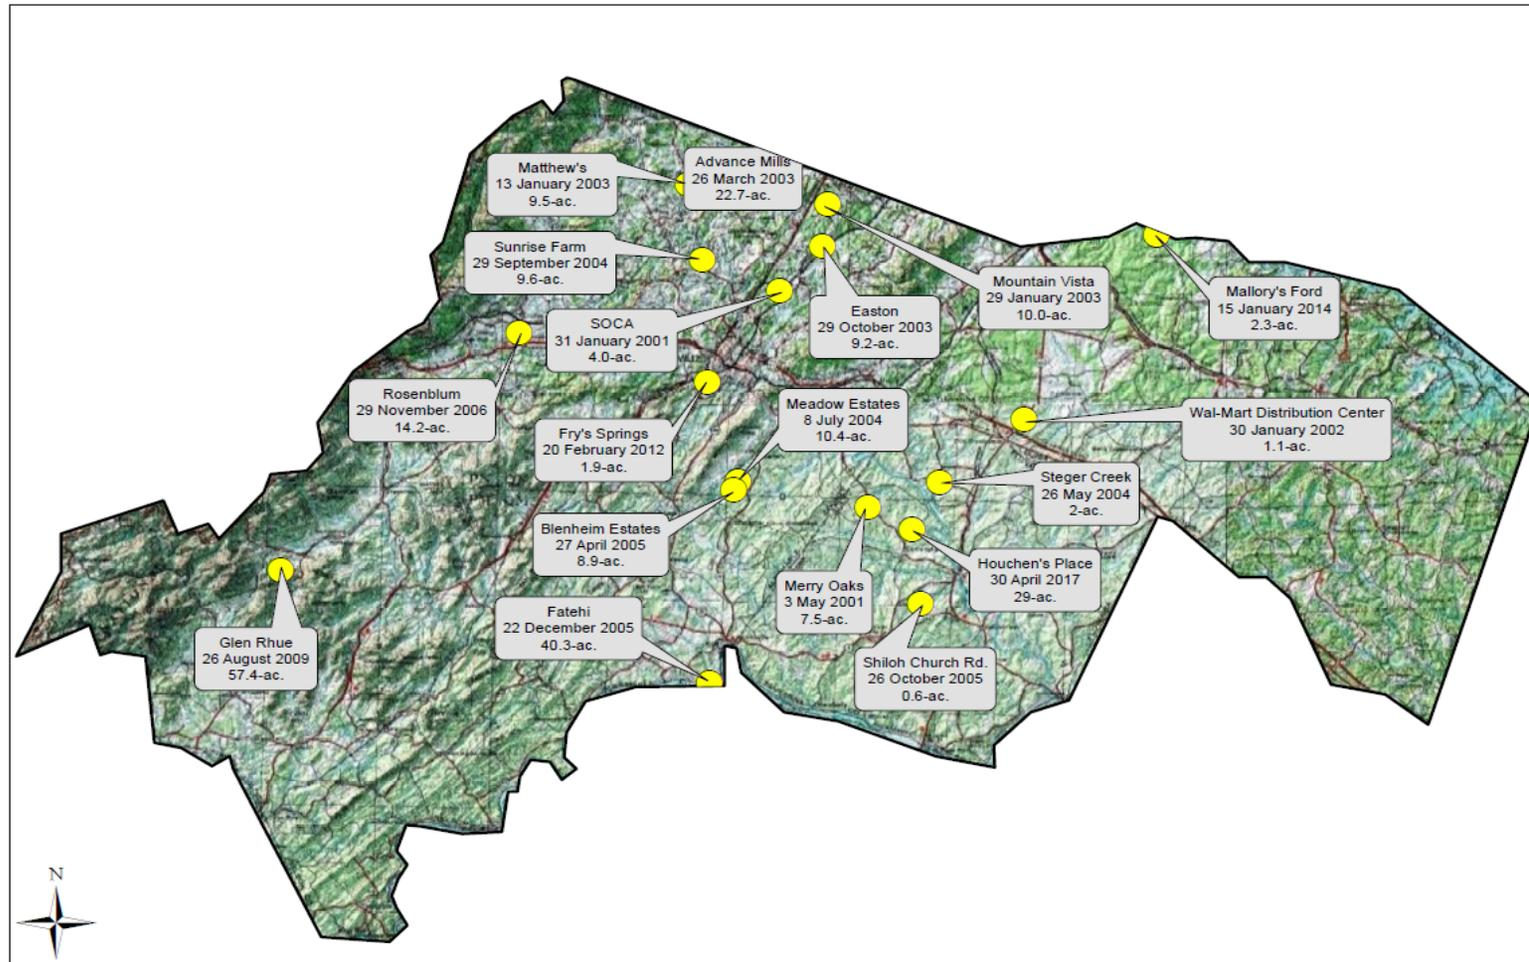 Matthew's
13 January 2003
9.5-ac.
Advance Mills
26 March 2003
22.7-ac.
Sunrise Farm
29 September 2004
9.6-ac.
Mountain Vista
29 January 2003
10.0-ac.
Mallory's Ford
15 January 2014
2.3-ac.
SOCA
31 January 2001
4.0-ac.
Easton
29 October 2003
9.2-ac.
Rosenblum
29 November 2006
14.2-ac.
Meadow Estates
8 July 2004
10.4-ac.
Wal-Mart Distribution Center
30 January 2002
1.1-ac.
Fry's Springs
20 February 2012
1.9-ac.
Steger Creek
26 May 2004
2-ac.
Blenheim Estates
27 April 2005
8.9-ac.
Houchen's Place
30 April 2017
29-ac.
Merry Oaks
3 May 2001
7.5-ac.
Fatehi
22 December 2005
40.3-ac.
Glen Rhue
26 August 2009
57.4-ac.
Shiloh Church Rd.
26 October 2005
0.6-ac.
N